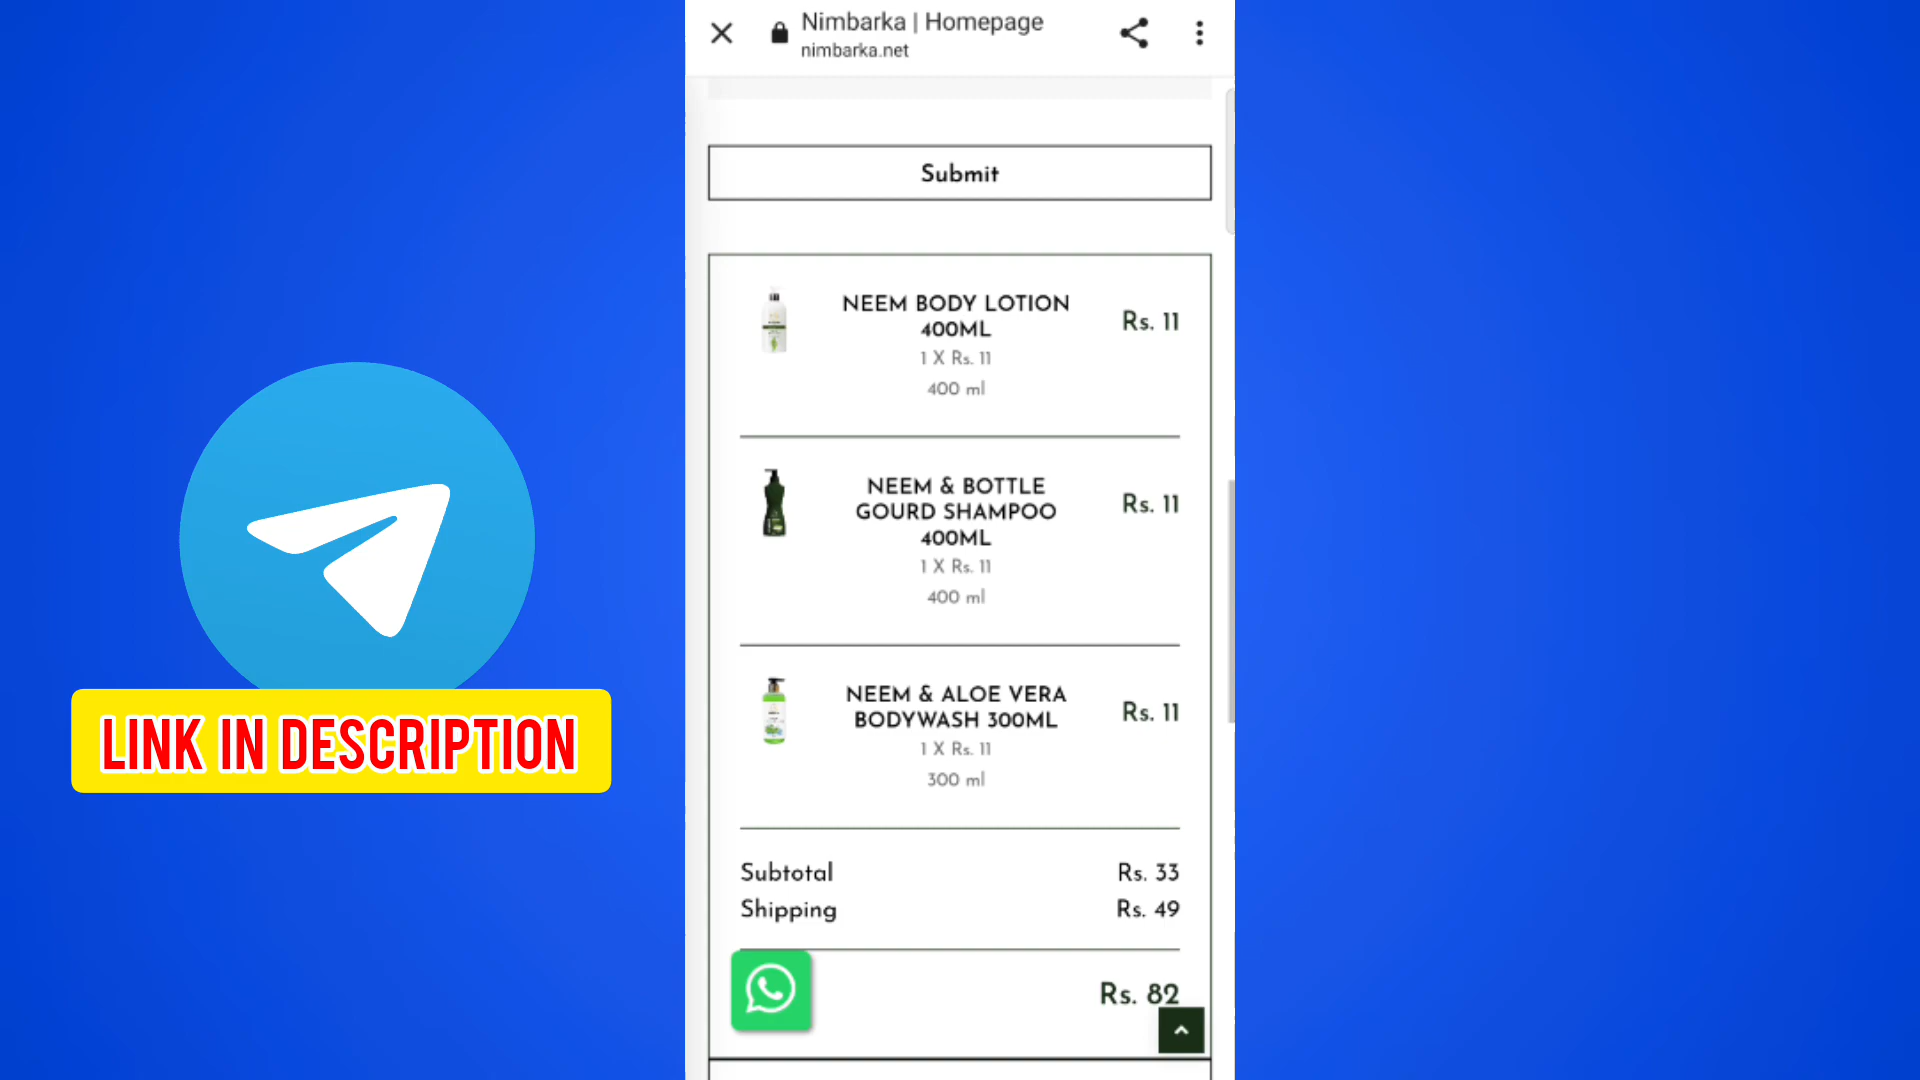 Nimbarka | Homepage
nimbarka.net
Submit
NEEM BODY LOTION
400ML
Rs. 11
1 X Rs. 11
400 ml
NEEM & BOTTLE
GOURD SHAMPOO
400ML
Rs. 11
1 X Rs. 11
400 ml
NEEM & ALOE VERA
BODYWASH 300ML
Rs. 11
1 X Rs. 11
300 ml
Subtotal Rs. 33
Shipping Rs. 49
Rs. 82
LINK IN DESCRIPTION